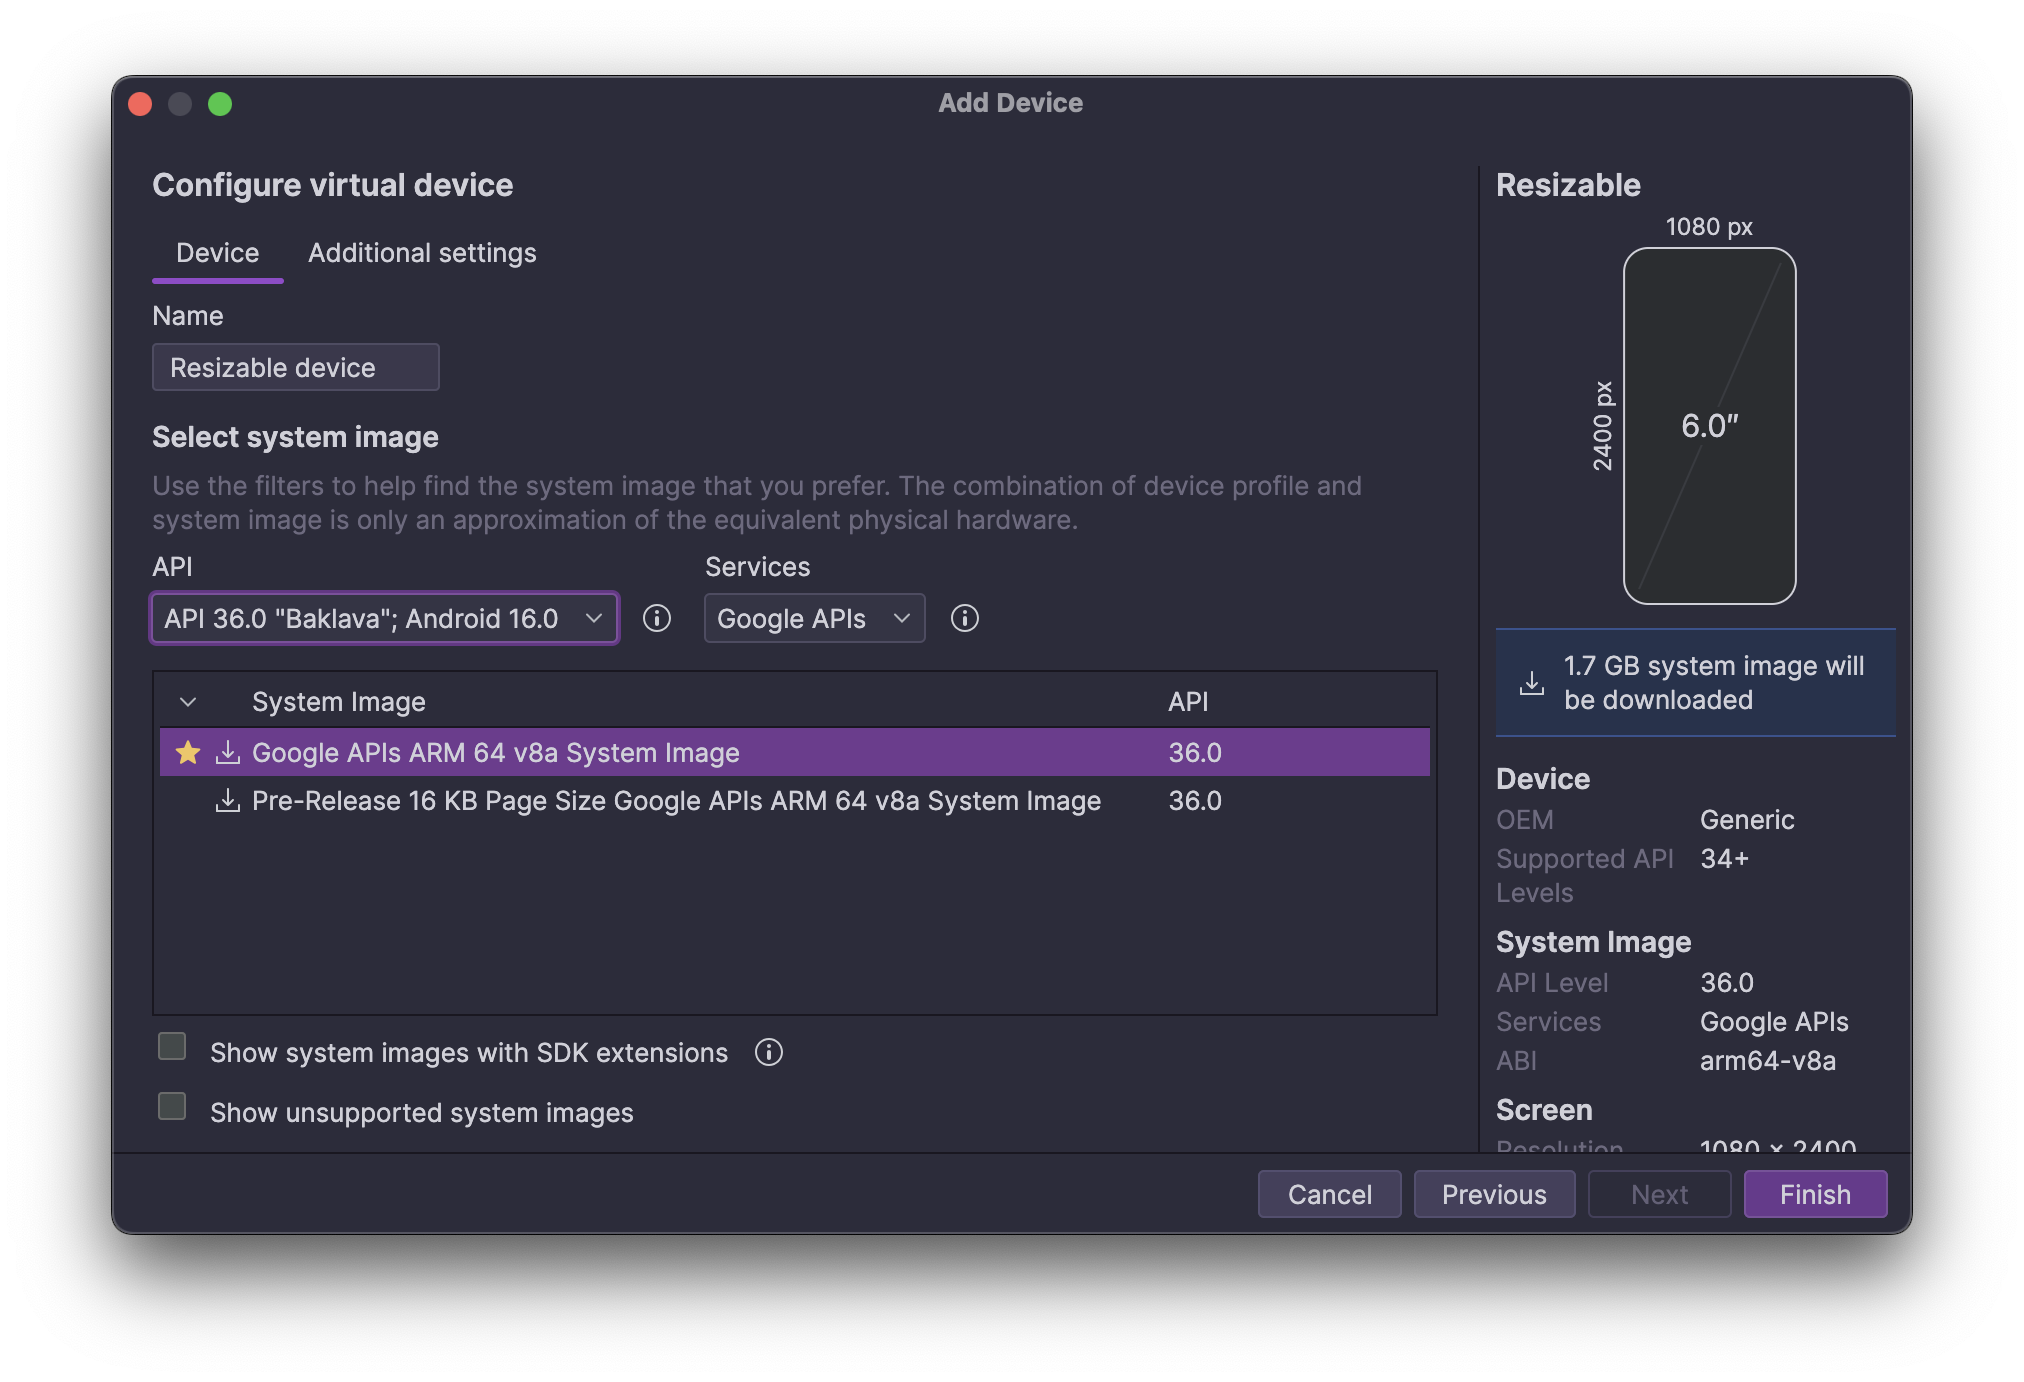 Add Device
Configure virtual device
Device
Additional settings
Name
Resizable device
Select system image
Use the filters to help find the system image that you prefer. The combination of device profile and
system image is only an approximation of the equivalent physical hardware.
API
Services
API 36.0 "Baklava"; Android 16.0
Google APIs
System Image
API
Google APIs ARM 64 v8a System Image
36.0
Pre-Release 16 KB Page Size Google APIs ARM 64 v8a System Image
36.0
Show system images with SDK extensions
Show unsupported system images
Resizable
1080 px
2400 px
6.0″
1.7 GB system image will
be downloaded
Device
OEM Generic
Supported API 34+
Levels
System Image
API Level 36.0
Services Google APIs
ABI arm64-v8a
Screen
Resolution 1080 × 2400
Cancel
Previous
Next
Finish